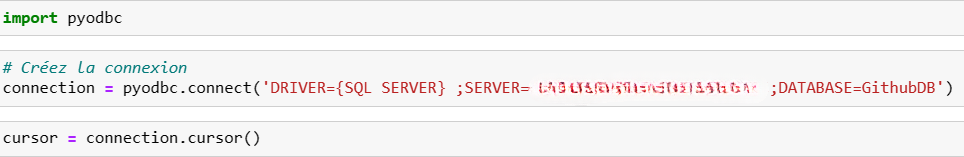 import pyodbc
# Créez la connexion
connection = pyodbc.connect('DRIVER={SQL SERVER} ;SERVER= ;DATABASE=GithubDB')
cursor = connection.cursor()